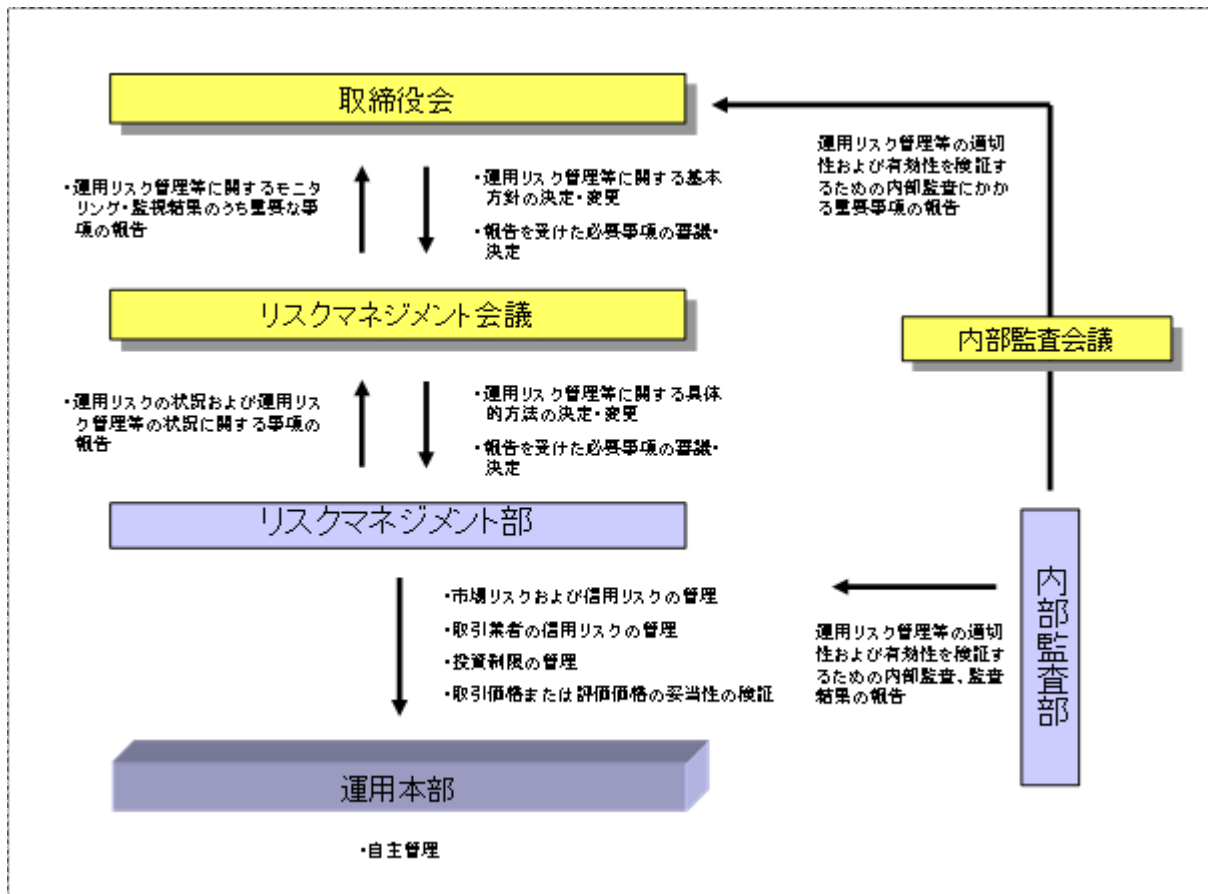 取締役会
・運用リスク管理等に関するモニ
タリング・監視結果のうち重要な事
項の報告
・運用リスク管理等に関する基本
方針の決定・変更
・報告を受けた必要事項の審議・
決定
運用リスク管理等の適切
性および有効性を検証す
るための内部監査にかか
る重要事項の報告
リスクマネジメント会議
内部監査会議
・運用リスクの状況および運用リス
ク管理等の状況に関する事項の
報告
・運用リスク管理等に関する具体
的方法の決定・変更
・報告を受けた必要事項の審議・
決定
リスクマネジメント部
内部監査部
・市場リスクおよび信用リスクの管理
・取引業者の信用リスクの管理
・投資制限の管理
・取引価格または評価価格の妥当性の検証
運用リスク管理等の適切
性および有効性を検証す
るための内部監査、監査
結果の報告
運用本部
・自主管理